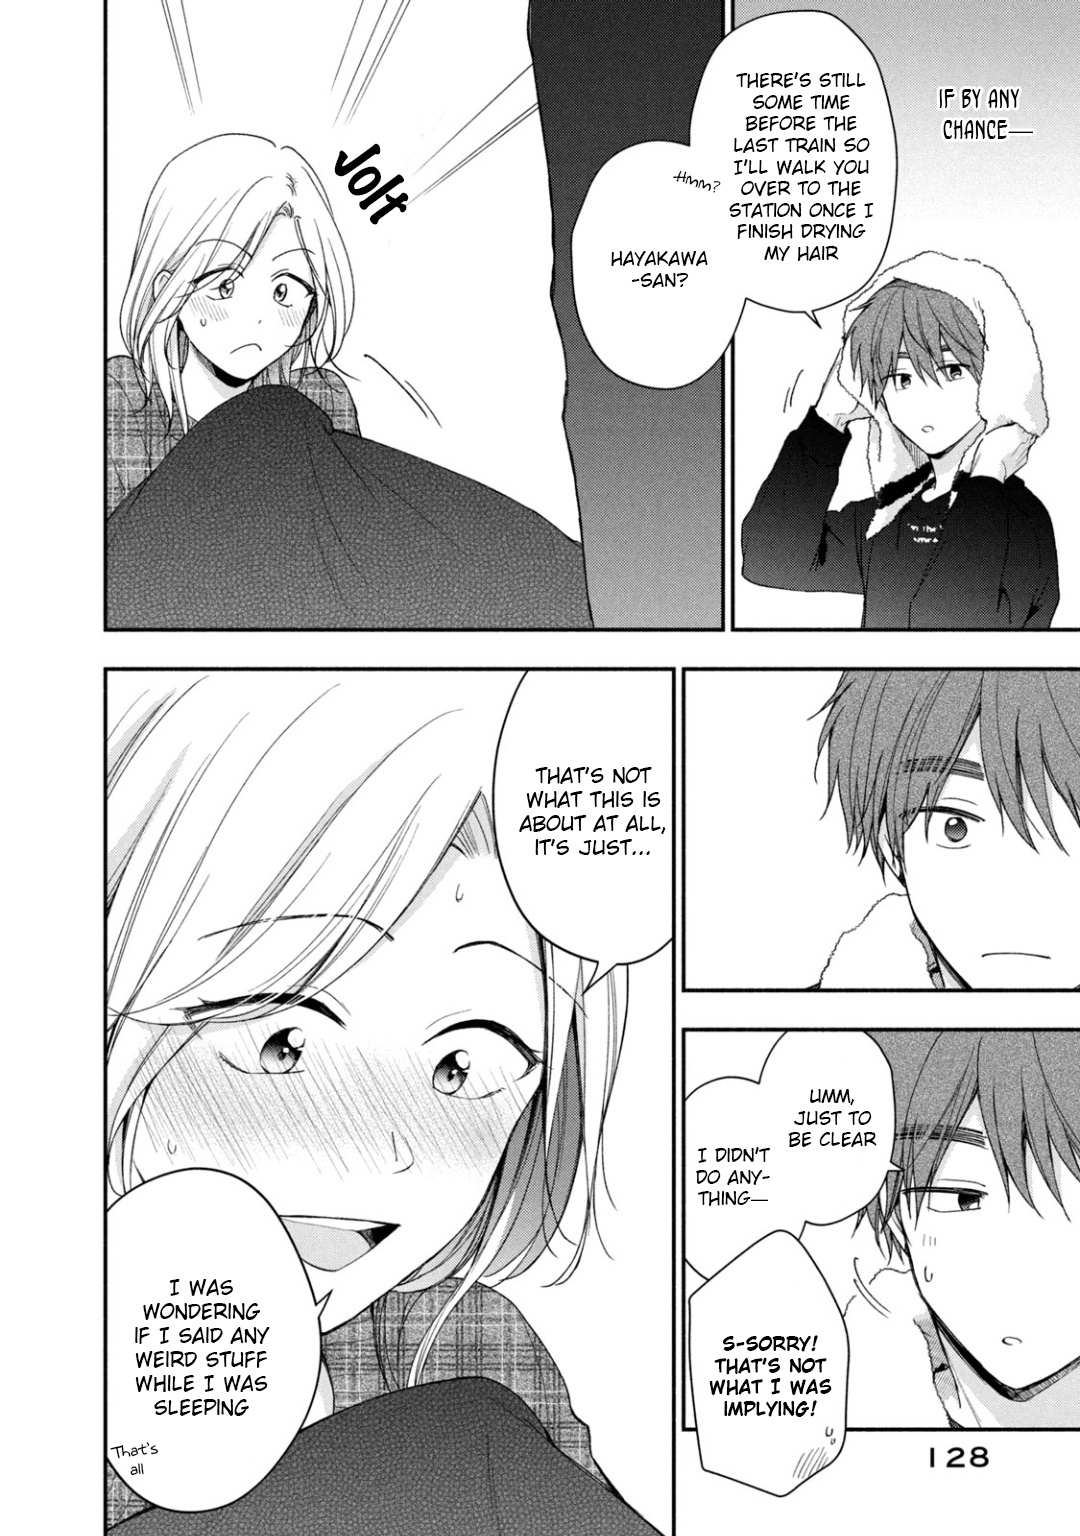 IF BY ANY
CHANCE—
THERE'S STILL
SOME TIME
BEFORE THE
LAST TRAIN SO
I'LL WALK YOU
OVER TO THE
STATION ONCE I
FINISH DRYING
MY HAIR
Hmm?
HAYAKAWA
-SAN?
Jolt
UMM,
JUST TO
BE CLEAR
I DIDN'T
DO ANY-
THING—
S-SORRY!
THAT'S NOT
WHAT I WAS
IMPLYING!
THAT'S NOT
WHAT THIS IS
ABOUT AT ALL,
IT'S JUST...
I WAS
WONDERING
IF I SAID ANY
WEIRD STUFF
WHILE I WAS
SLEEPING
That's
all
128